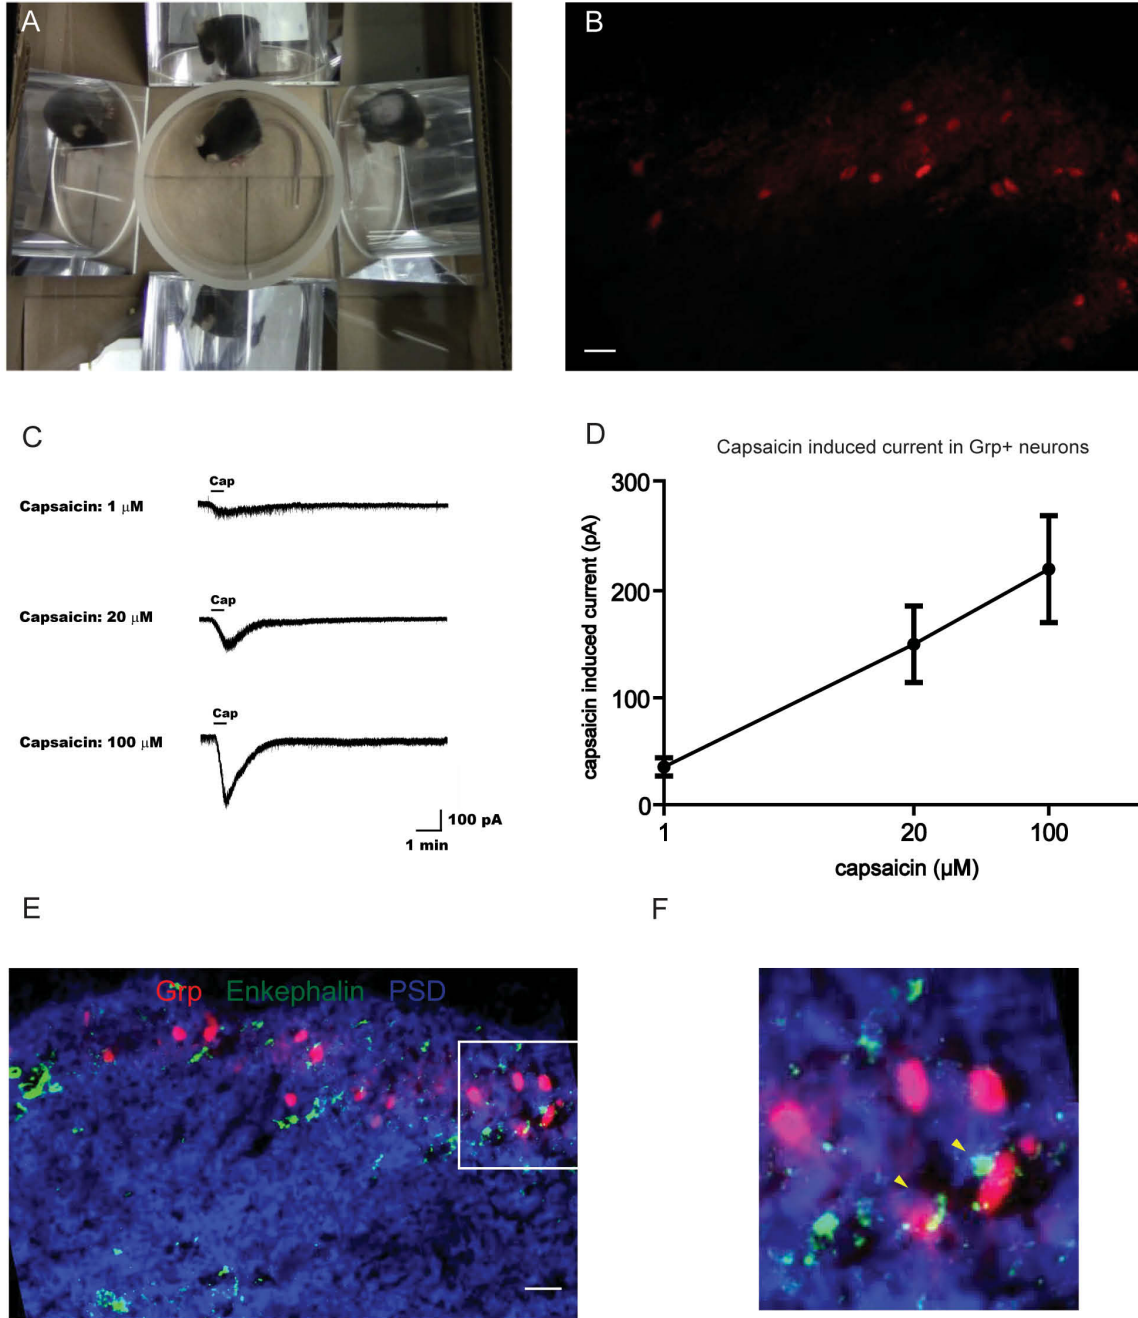 A
B
C
Cap
Capsaicin: 1 μM
Cap
Capsaicin: 20 μM
Cap
Capsaicin: 100 μM
100 pA
1 min
D
Capsaicin induced current in Grp+ neurons
capsaicin induced current (pA)
300
200
100
0
1
20
100
capsaicin (µM)
E
Grp Enkephalin PSD
F